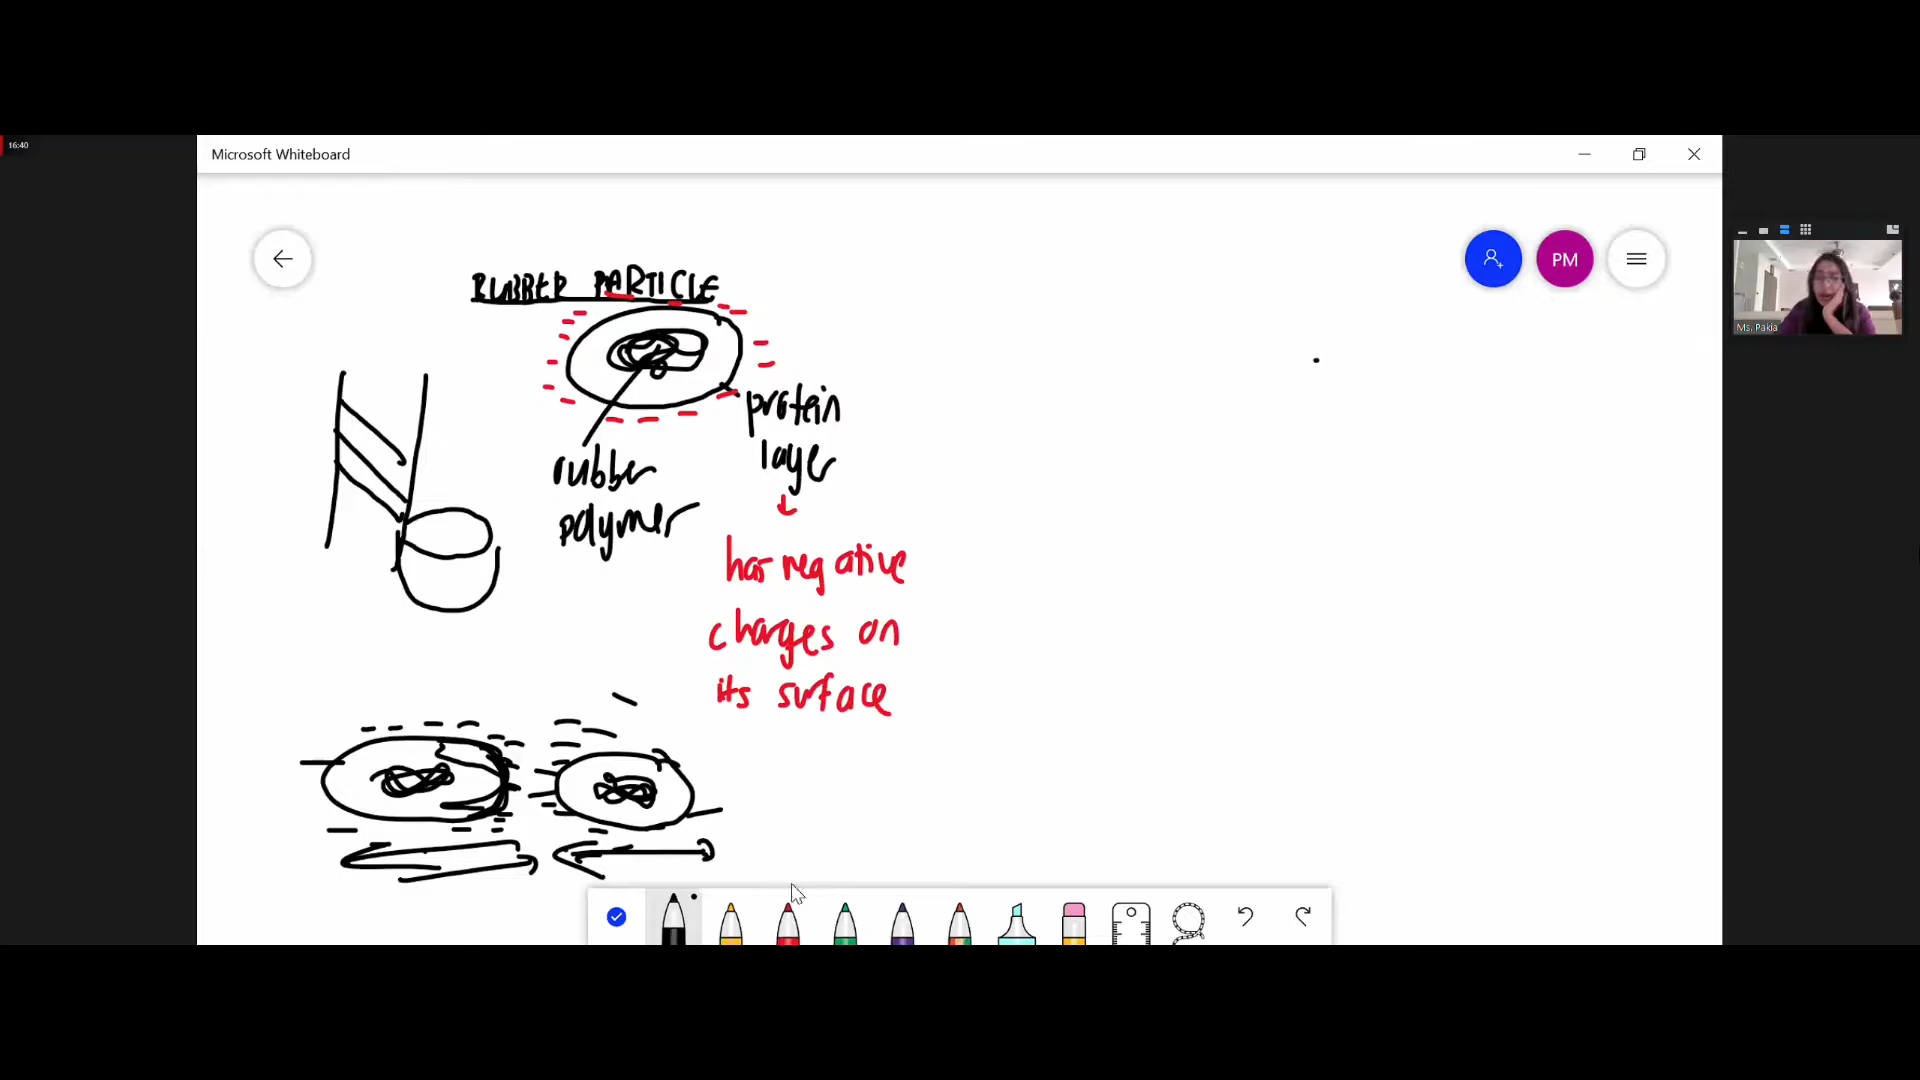 16:40
Microsoft Whiteboard
PM
RUBBER PARTICLE
Ms. Pakia
protein
layer
rubber
polymer
has negative
charges on
its surface